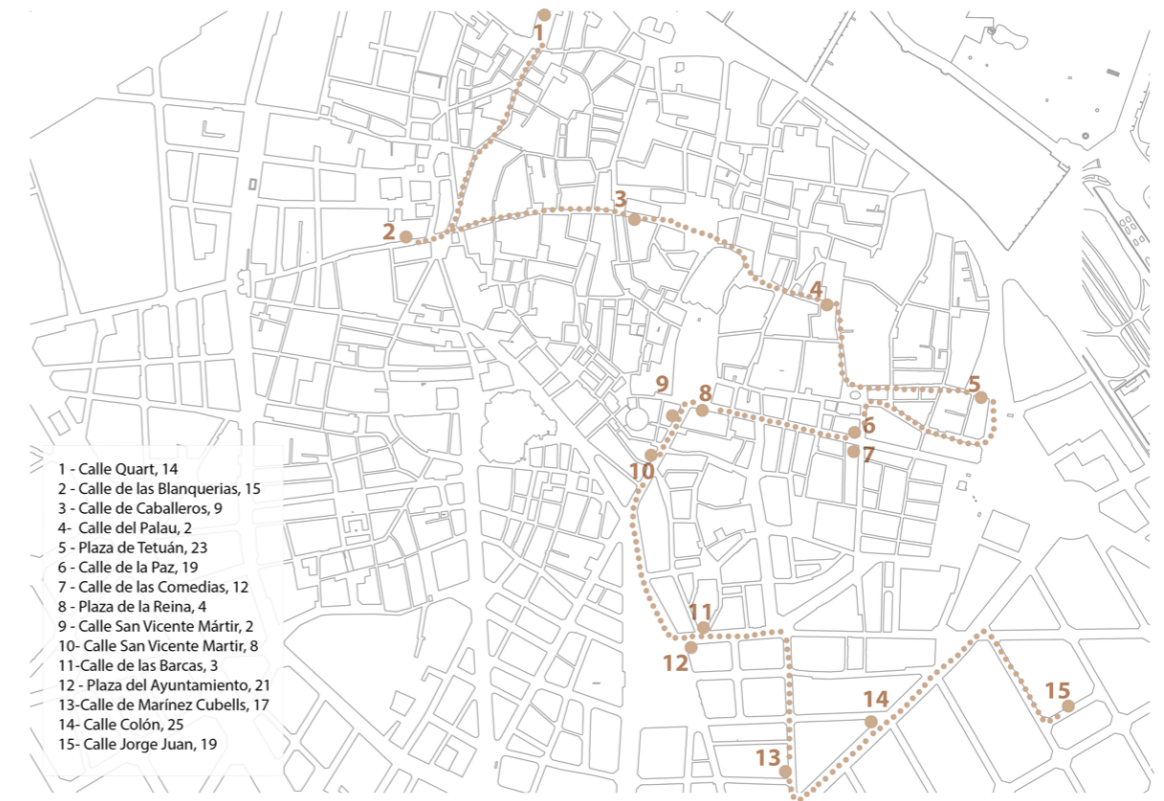 1
2
3
4
5
9
8
6
7
10
11
12
14
15
13
1 - Calle Quart, 14
2 - Calle de las Blanquerias, 15
3 - Calle de Caballeros, 9
4- Calle del Palau, 2
5 - Plaza de Tetuán, 23
6 - Calle de la Paz, 19
7 - Calle de las Comedias, 12
8 - Plaza de la Reina, 4
9 - Calle San Vicente Mártir, 2
10- Calle San Vicente Martir, 8
11-Calle de las Barcas, 3
12 - Plaza del Ayuntamiento, 21
13-Calle de Marínez Cubells, 17
14- Calle Colón, 25
15- Calle Jorge Juan, 19